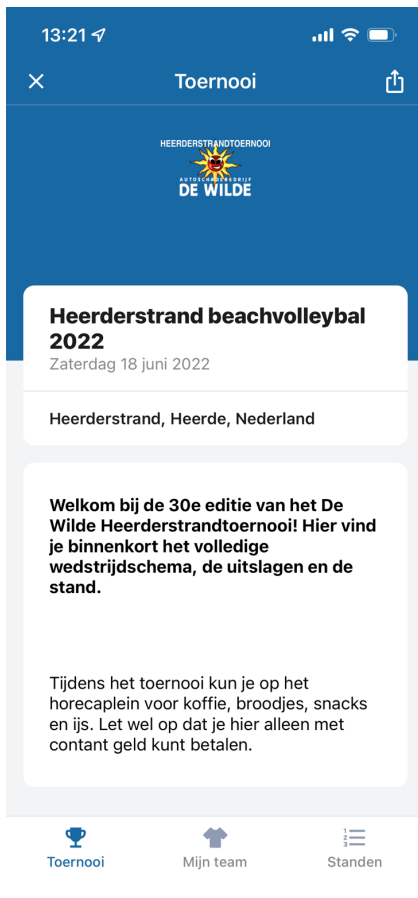 13:21
Toernooi
HEERDERSTRANDTOERNOOI
AUTOSCHADEBEDRIJF
DE WILDE
Heerderstrand beachvolleybal
2022
Zaterdag 18 juni 2022
Heerderstrand, Heerde, Nederland
Welkom bij de 30e editie van het De
Wilde Heerderstrandtoernooi! Hier vind
je binnenkort het volledige
wedstrijdschema, de uitslagen en de
stand.
Tijdens het toernooi kun je op het
horecaplein voor koffie, broodjes, snacks
en ijs. Let wel op dat je hier alleen met
contant geld kunt betalen.
Toernooi
Mijn team
1
2
3
Standen